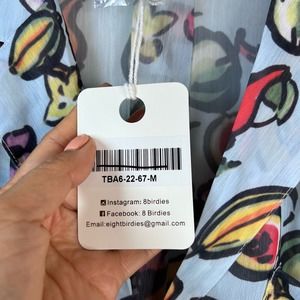 TBA6-22-67-M
Instagram: 8birdies
Facebook: 8 Birdies
Email:eightbirdies@gmail.com